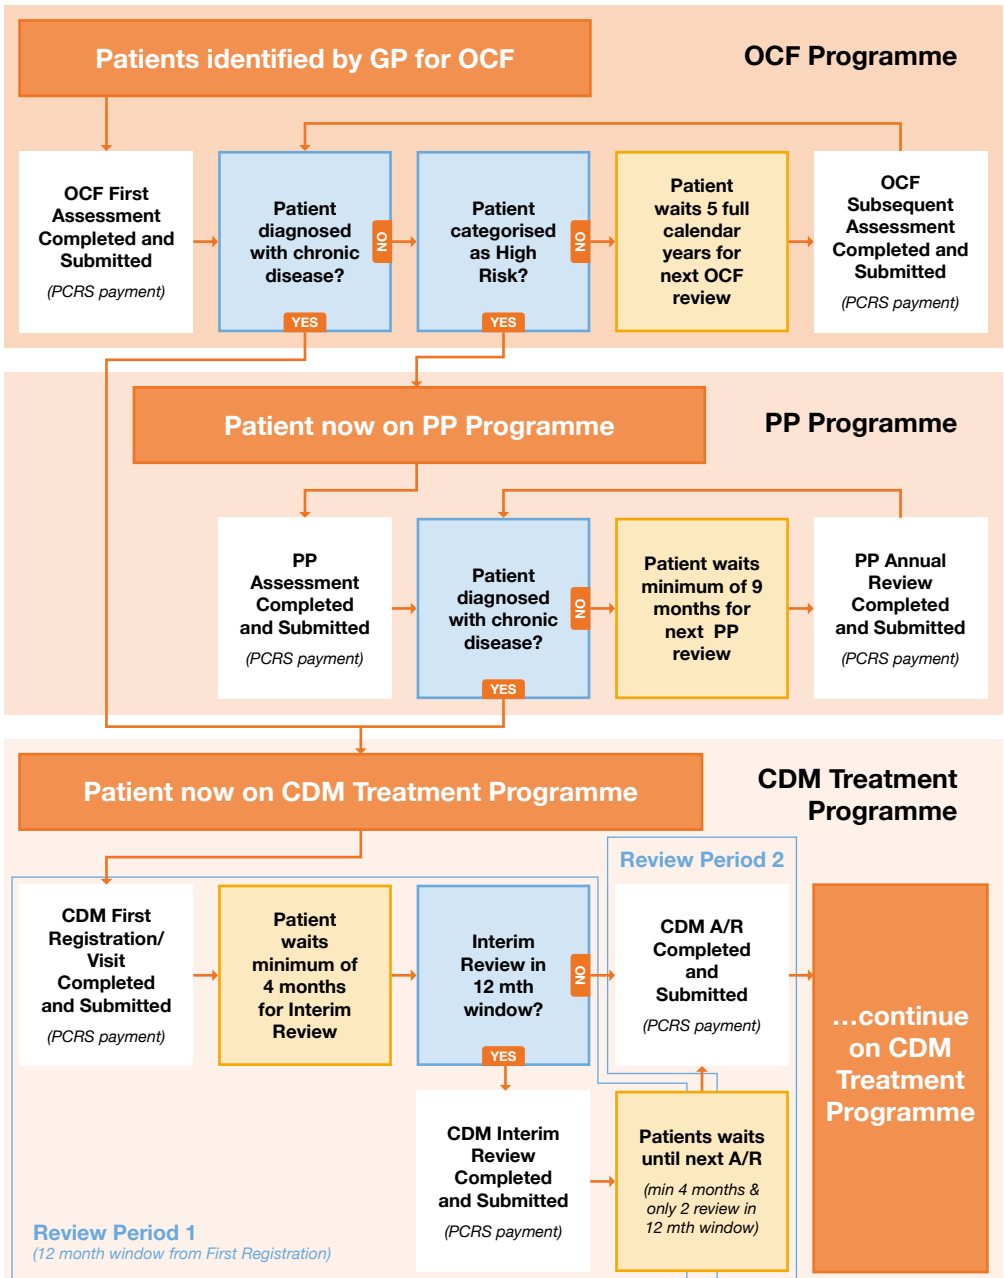 Patients identified by GP for OCF
OCF Programme
OCF First
Assessment
Completed and
Submitted
(PCRS payment)
Patient
diagnosed
with chronic
disease?
NO
YES
Patient
categorised
as High
Risk?
NO
YES
Patient
waits 5 full
calendar
years for
next OCF
review
OCF
Subsequent
Assessment
Completed and
Submitted
(PCRS payment)
Patient now on PP Programme
PP Programme
PP
Assessment
Completed
and Submitted
(PCRS payment)
Patient
diagnosed
with chronic
disease?
NO
YES
Patient waits
minimum of 9
months for
next PP
review
PP Annual
Review
Completed
and Submitted
(PCRS payment)
Patient now on CDM Treatment Programme
CDM Treatment
Programme
Review Period 2
CDM First
Registration/
Visit
Completed
and Submitted
(PCRS payment)
Patient
waits
minimum of
4 months
for Interim
Review
Interim
Review in
12 mth
window?
NO
YES
CDM A/R
Completed
and
Submitted
(PCRS payment)
...continue
on CDM
Treatment
Programme
CDM Interim
Review
Completed
and Submitted
(PCRS payment)
Patients waits
until next A/R
(min 4 months &
only 2 review in
12 mth window)
Review Period 1
(12 month window from First Registration)